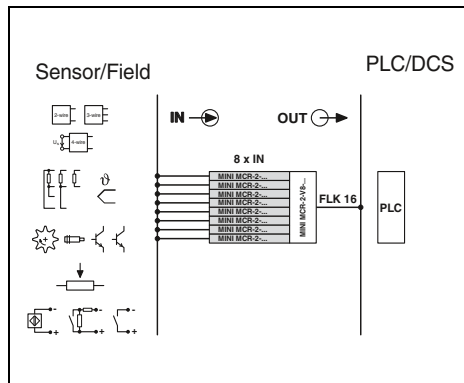 Sensor/Field
PLC/DCS
2-wire
3-wire
4-wire
IN
OUT
8 x IN
MINI MCR-2-...
MINI MCR-2-...
MINI MCR-2-...
MINI MCR-2-...
MINI MCR-2-...
MINI MCR-2-...
MINI MCR-2-...
MINI MCR-2-...
MINI MCR-2-V8-...
FLK 16
PLC
ϑ
-
+
-
+
-
+